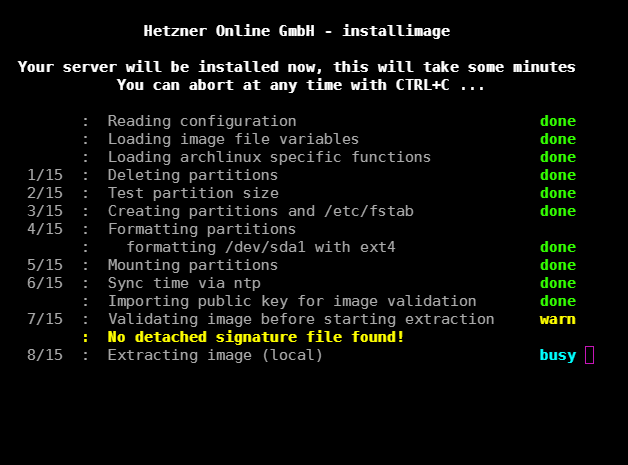 Hetzner Online GmbH - installimage
Your server will be installed now, this will take some minutes
You can abort at any time with CTRL+C ...
: Reading configuration done
: Loading image file variables done
: Loading archlinux specific functions done
1/15 : Deleting partitions done
2/15 : Test partition size done
3/15 : Creating partitions and /etc/fstab done
4/15 : Formatting partitions
: formatting /dev/sda1 with ext4 done
5/15 : Mounting partitions done
6/15 : Sync time via ntp done
: Importing public key for image validation done
7/15 : Validating image before starting extraction warn
: No detached signature file found!
8/15 : Extracting image (local) busy